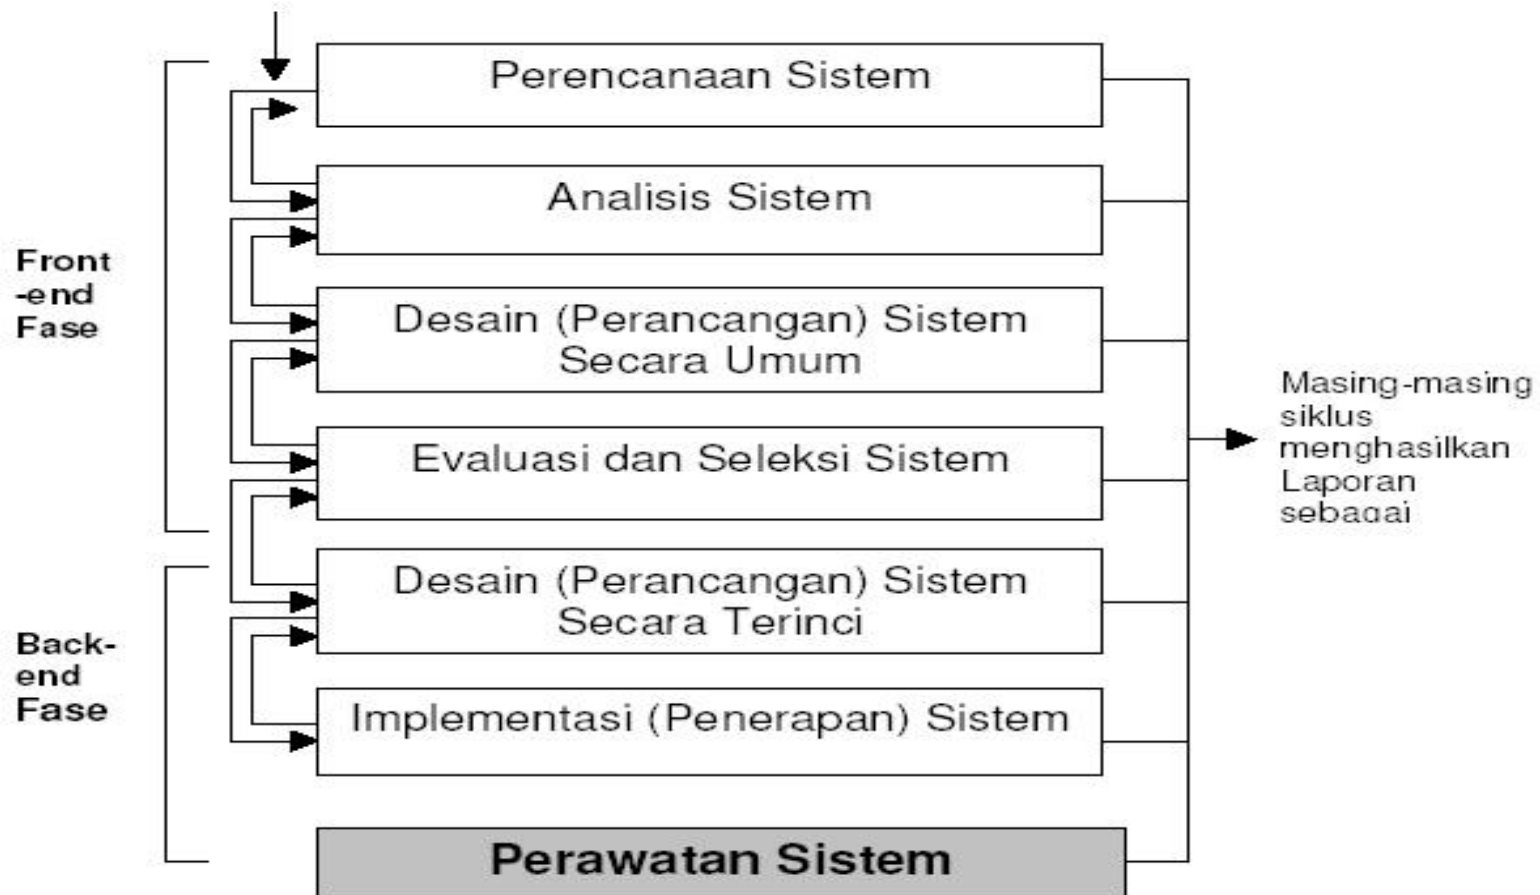 Perencanaan Sistem
Analisis Sistem
Front
-end
Fase
Desain (Perancangan) Sistem
Secara Umum
Evaluasi dan Seleksi Sistem
Masing-masing
siklus
menghasilkan
Laporan
sebagai
Desain (Perancangan) Sistem
Secara Terinci
Back-
end
Fase
Implementasi (Penerapan) Sistem
Perawatan Sistem